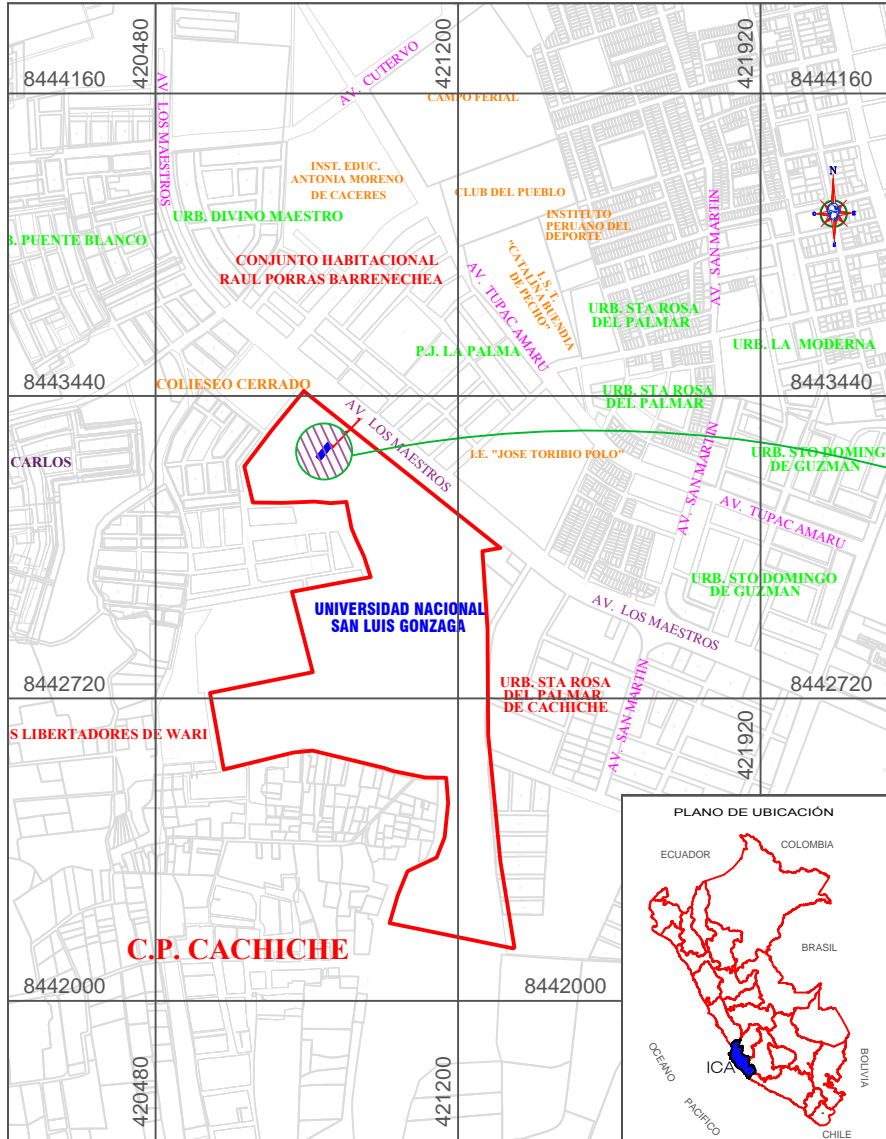 420480
421200
421920
8444160
8444160
AV. CUTERVO
AV. LOS MAESTROS
CAMPO FERIAL
INST. EDUC.
ANTONIA MORENO
DE CACERES
CLUB DEL PUEBLO
N
URB. DIVINO MAESTRO
INSTITUTO
PERUANO DEL
DEPORTE
AV. SAN MARTIN
B. PUENTE BLANCO
CONJUNTO HABITACIONAL
RAUL PORRAS BARRENECHEA
I. S. T.
"CATALINA BUENDIA
DE PECHO"
AV. TUPAC AMARU
URB. STA ROSA
DEL PALMAR
P.J. LA PALMA
URB. LA MODERNA
8443440
8443440
COLIESEO CERRADO
URB. STA ROSA
DEL PALMAR
AV. LOS MAESTROS
1
CARLOS
I.E. "JOSE TORIBIO POLO"
URB. STO DOMINGO
DE GUZMAN
AV. SAN MARTIN
AV. TUPAC AMARU
URB. STO DOMINGO
DE GUZMAN
UNIVERSIDAD NACIONAL
SAN LUIS GONZAGA
AV. LOS MAESTROS
8442720
8442720
URB. STA ROSA
DEL PALMAR
DE CACHICHE
AV. SAN MARTIN
S LIBERTADORES DE WARI
421920
PLANO DE UBICACIÓN
ECUADOR
COLOMBIA
BRASIL
C.P. CACHICHE
8442000
8442000
OCEANO
PACIFICO
ICA
BOLIVIA
CHILE
420480
421200